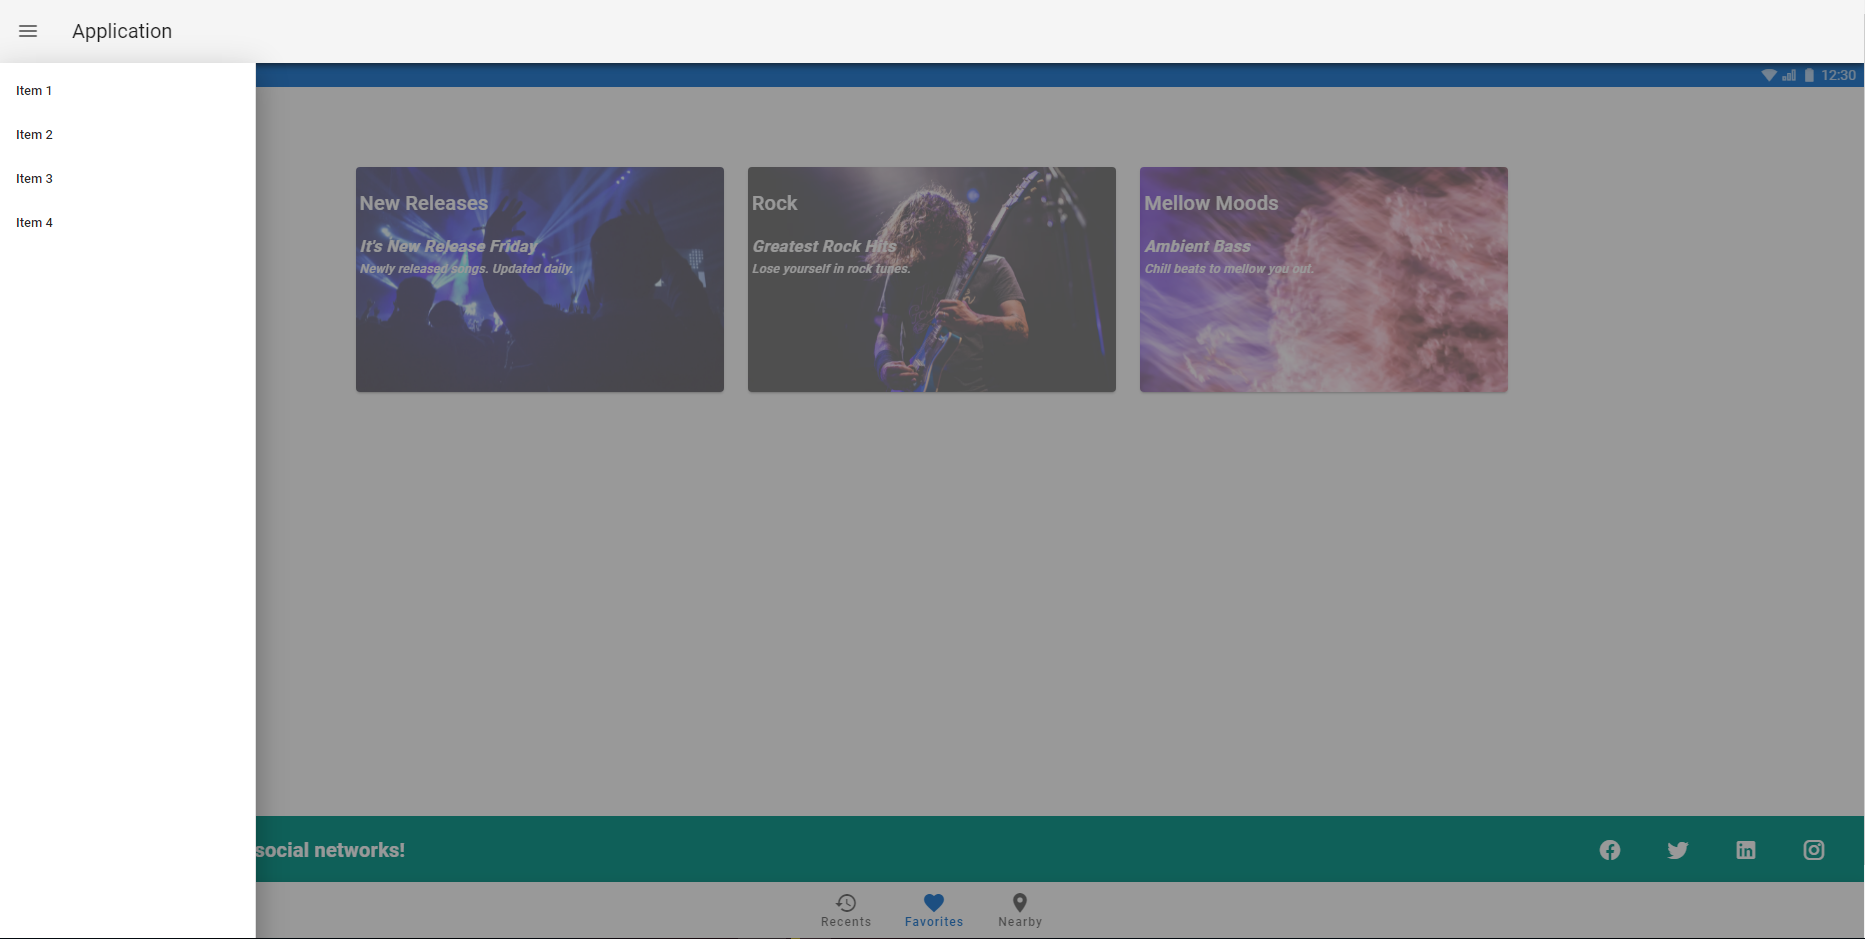 Application
12:30
Item 1
Item 2
Item 3
Item 4
New Releases
It's New Release Friday
Newly released songs. Updated daily.
Rock
Greatest Rock Hits
Lose yourself in rock tunes.
Mellow Moods
Ambient Bass
Chill beats to mellow you out.
social networks!
Recents
Favorites
Nearby